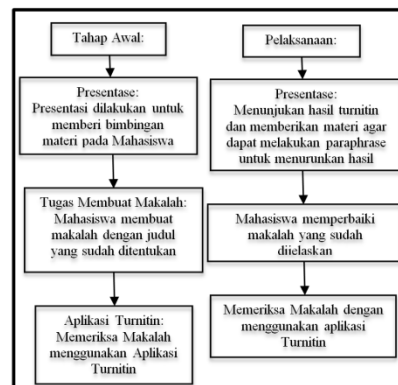 Tahap Awal:
Presentase:
Presentasi dilakukan untuk
memberi bimbingan
materi pada Mahasiswa
Tugas Membuat Makalah:
Mahasiswa membuat
makalah dengan judul
yang sudah ditentukan
Aplikasi Turnitin:
Memeriksa Makalah
menggunakan Aplikasi
Turnitin
Pelaksanaan:
Presentase:
Menunjukan hasil turnitin
dan memberikan materi agar
dapat melakukan paraphrase
untuk menurunkan hasil
Mahasiswa memperbaiki
makalah yang sudah
dijelaskan
Memeriksa Makalah dengan
menggunakan aplikasi
Turnitin